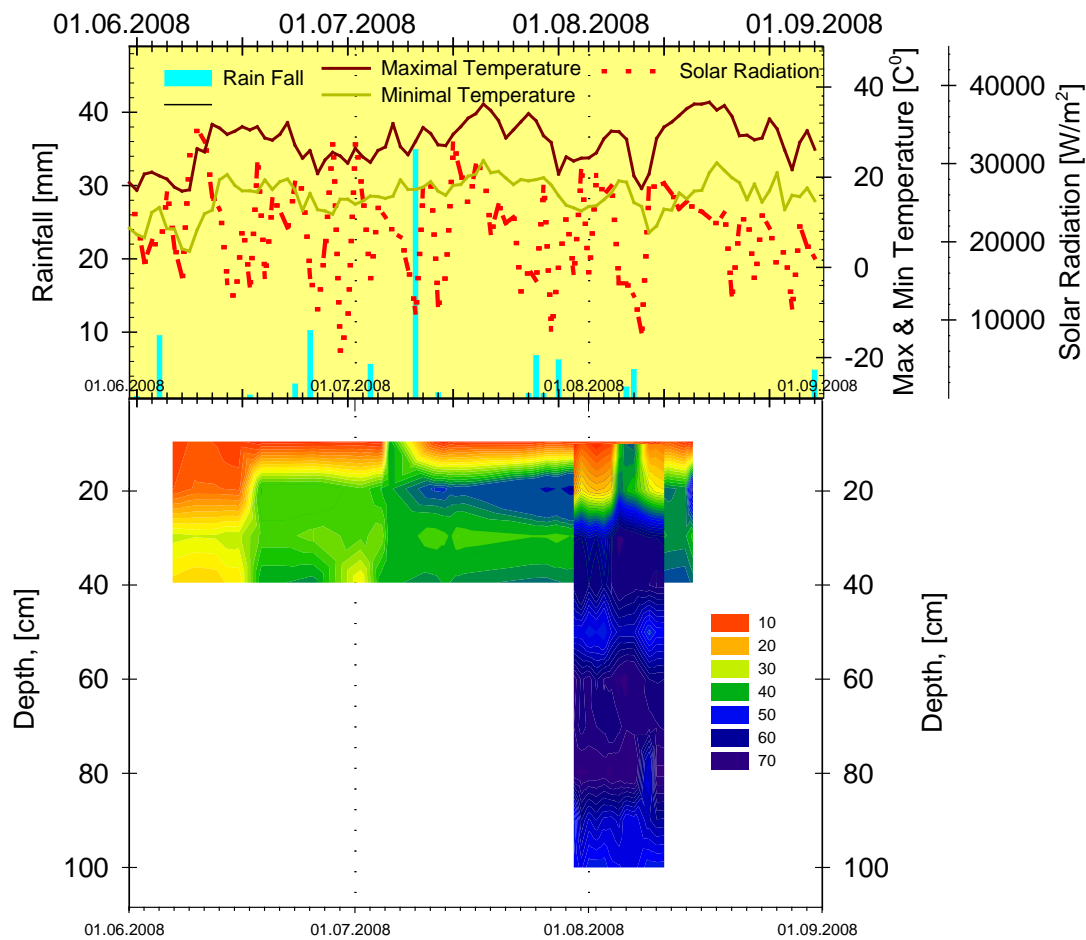 01.06.2008 01.07.2008 01.08.2008 01.09.2008
Rain Fall
Maximal Temperature
Minimal Temperature
Solar Radiation
Rainfall [mm]
40
30
20
10
Max & Min Temperature [C⁰]
40
20
0
-20
Solar Radiation [W/m²]
40000
30000
20000
10000
01.06.2008 01.07.2008 01.08.2008 01.09.2008
Depth, [cm]
20
40
60
80
100
10
20
30
40
50
60
70
20
40
60
80
100
Depth, [cm]
01.06.2008 01.07.2008 01.08.2008 01.09.2008